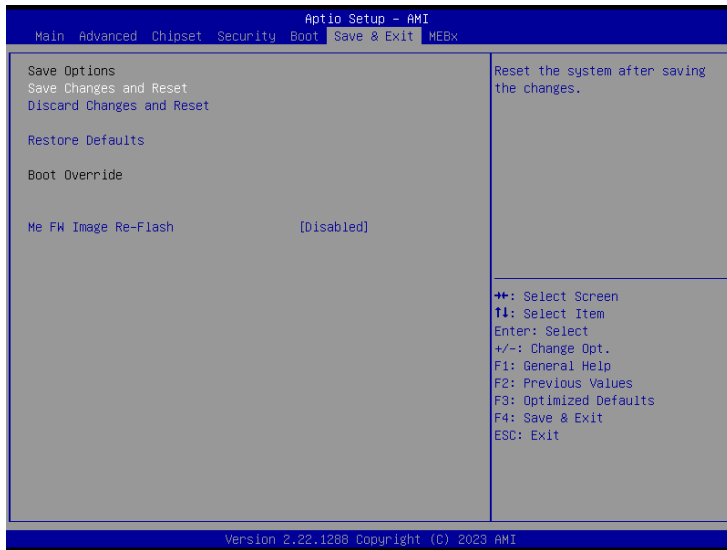 Aptio Setup - AMI
Main Advanced Chipset Security Boot Save & Exit MEBx
Save Options
Save Changes and Reset
Discard Changes and Reset
Restore Defaults
Boot Override
Me FW Image Re-Flash [Disabled]
Reset the system after saving
the changes.
→←: Select Screen
↑↓: Select Item
Enter: Select
+/-: Change Opt.
F1: General Help
F2: Previous Values
F3: Optimized Defaults
F4: Save & Exit
ESC: Exit
Version 2.22.1288 Copyright (C) 2023 AMI